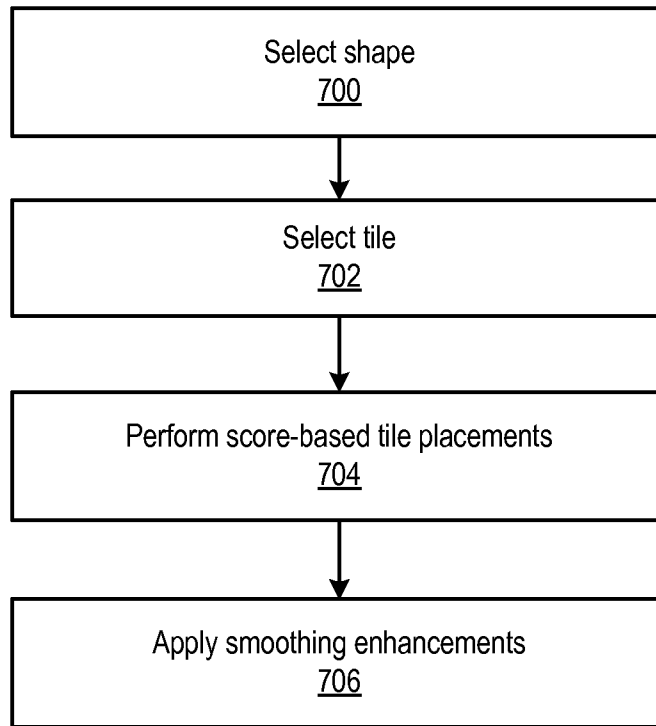 Select shape
700
Select tile
702
Perform score-based tile placements
704
Apply smoothing enhancements
706